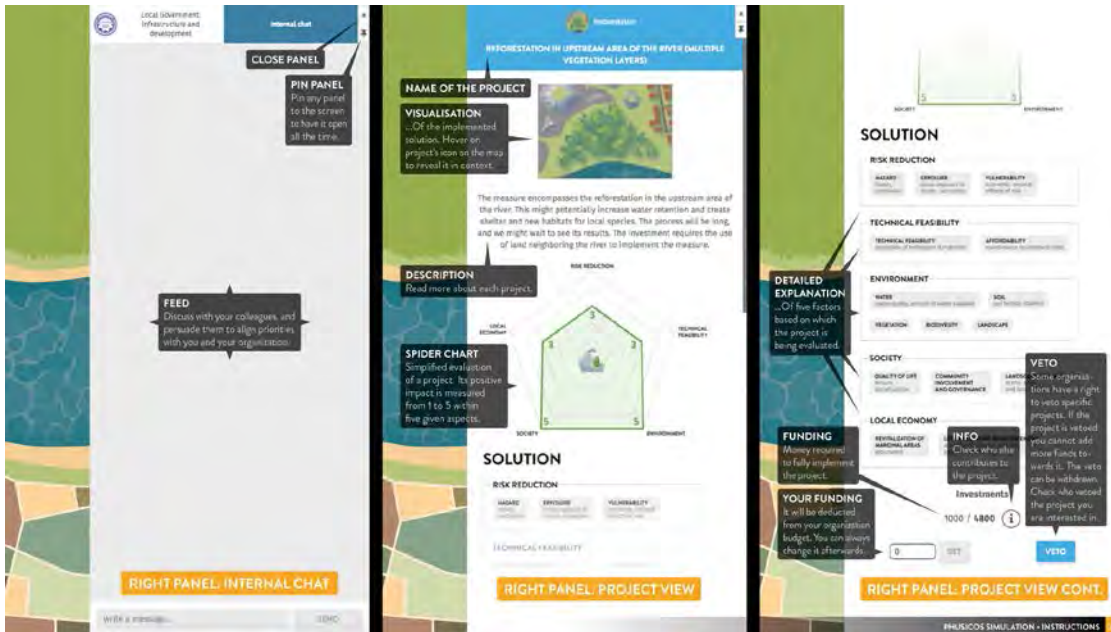 Local Government:
Infrastructure and
development
Internal chat
CLOSE PANEL
PIN PANEL
Pin any panel
to the screen
to have it open
all the time.
FEED
Discuss with your colleagues, and
persuade them to align priorities
with you and your organization.
RIGHT PANEL: INTERNAL CHAT
Write a message...
SEND
REFORESTATION IN UPSTREAM AREA OF THE RIVER (MULTIPLE
VEGETATION LAYERS)
NAME OF THE PROJECT
VISUALISATION
...Of the implemented
solution. Hover on
project's icon on the map
to reveal it in context.
The measure encompasses the reforestation in the upstream area of
the river. This might potentially increase water retention and create
shelter and new habitats for local species. The process will be long,
and we might wait to see its results. The investment requires the use
of land neighboring the river to implement the measure.
DESCRIPTION
Read more about each project.
RISK REDUCTION
LOCAL
ECONOMY
TECHNICAL
FEASIBILITY
3
3
3
5
5
SOCIETY
ENVIRONMENT
SPIDER CHART
Simplified evaluation
of a project. Its positive
impact is measured
from 1 to 5 within
five given aspects.
SOLUTION
RISK REDUCTION
HAZARD
EXPOSURE
VULNERABILITY
TECHNICAL FEASIBILITY
RIGHT PANEL: PROJECT VIEW
5
5
SOCIETY
ENVIRONMENT
SOLUTION
RISK REDUCTION
HAZARD
EXPOSURE
VULNERABILITY
TECHNICAL FEASIBILITY
TECHNICAL FEASIBILITY
AFFORDABILITY
ENVIRONMENT
WATER
SOIL
VEGETATION
BIODIVESITY
LANDSCAPE
DETAILED
EXPLANATION
...Of five factors
based on which
the project is
being evaluated.
SOCIETY
QUALITY OF LIFE
COMMUNITY
INVOLVEMENT
AND GOVERNANCE
LOCAL ECONOMY
REVITALIZATION OF
MARGINAL AREAS
VETO
Some organisa-
tions have a right
to veto specific
projects. If the
project is vetoed
you cannot add
more funds to-
wards it. The veto
can be withdrawn.
Check who vetoed
the project you
are interested in.
FUNDING
Money required
to fully implement
the project.
INFO
Check who else
contributes to
the project.
YOUR FUNDING
It will be deducted
from your organization
budget. You can always
change it afterwards.
Investments
1000 / 4800
i
0
SET
VETO
RIGHT PANEL: PROJECT VIEW CONT.
PHUSICOS SIMULATION • INSTRUCTIONS